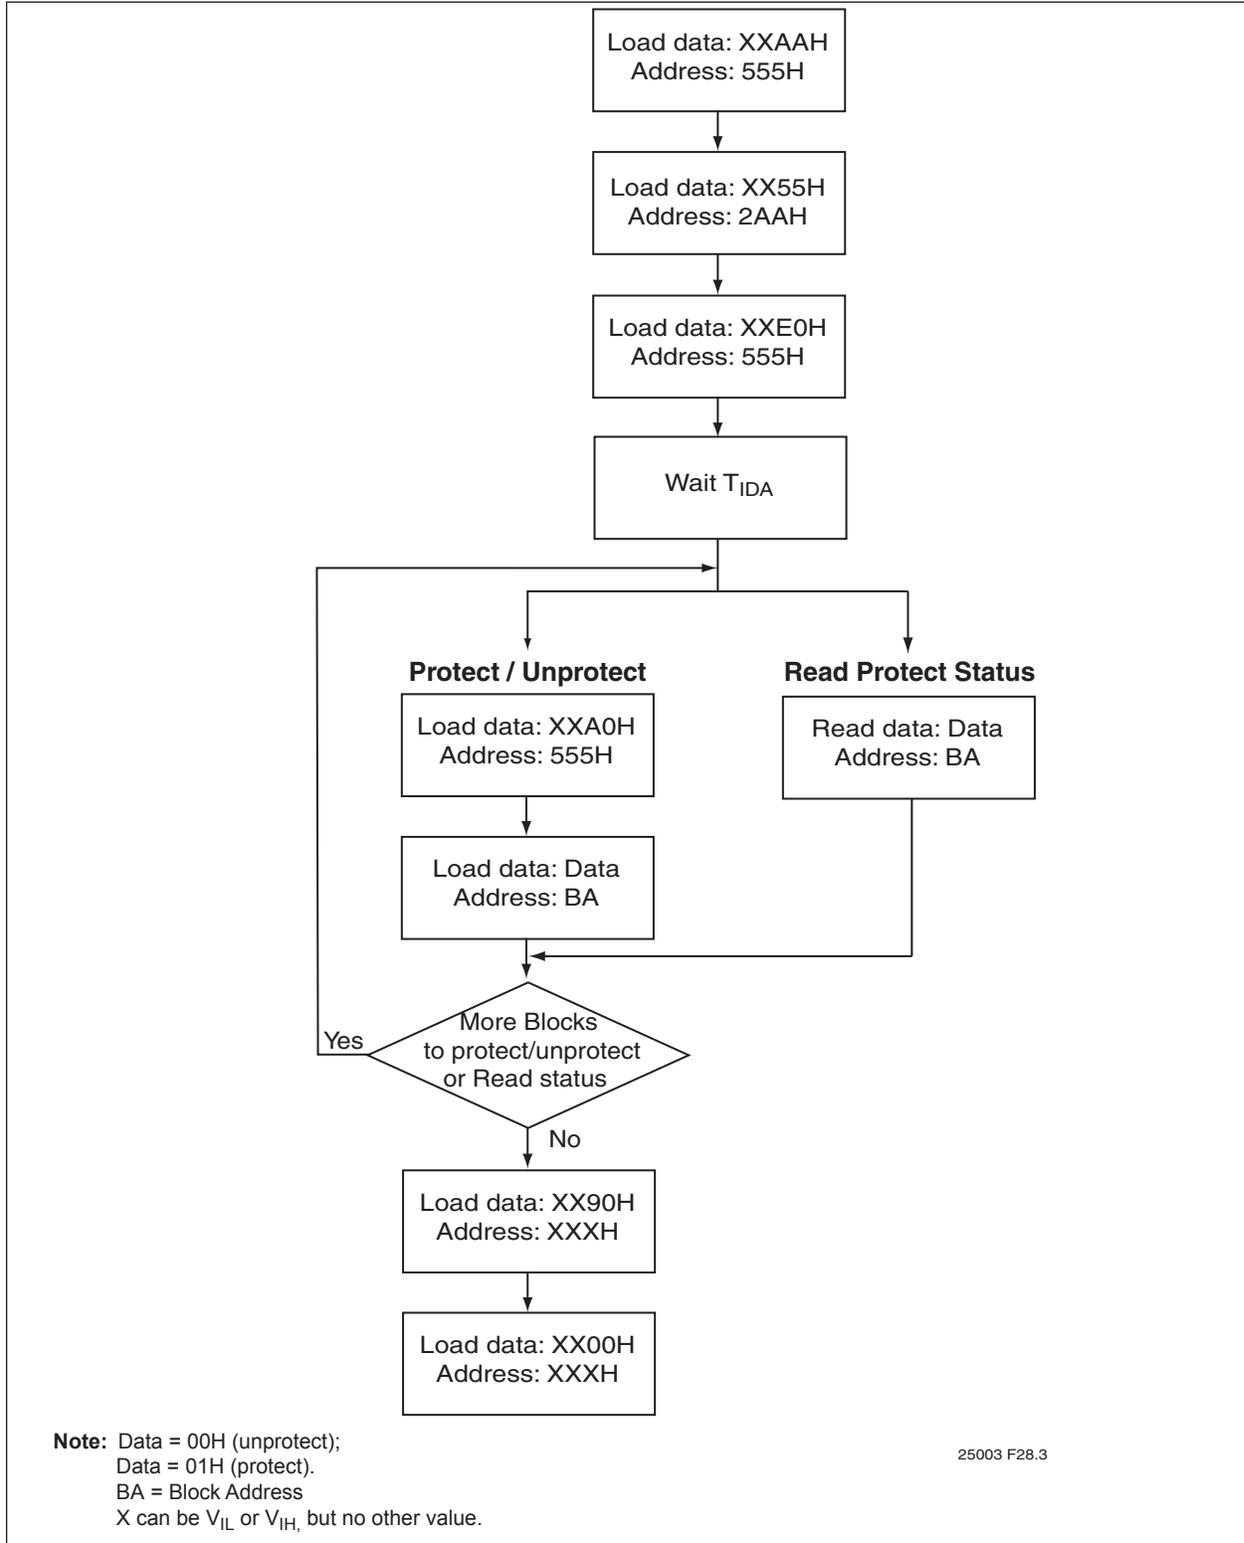 Load data: XXAAH
Address: 555H
Load data: XX55H
Address: 2AAH
Load data: XXE0H
Address: 555H
Wait TIDA
Protect / Unprotect
Load data: XXA0H
Address: 555H
Load data: Data
Address: BA
Read Protect Status
Read data: Data
Address: BA
More Blocks
to protect/unprotect
or Read status
Yes
No
Load data: XX90H
Address: XXXH
Load data: XX00H
Address: XXXH
Note: Data = 00H (unprotect);
Data = 01H (protect).
BA = Block Address
X can be VIL or VIH, but no other value.
25003 F28.3